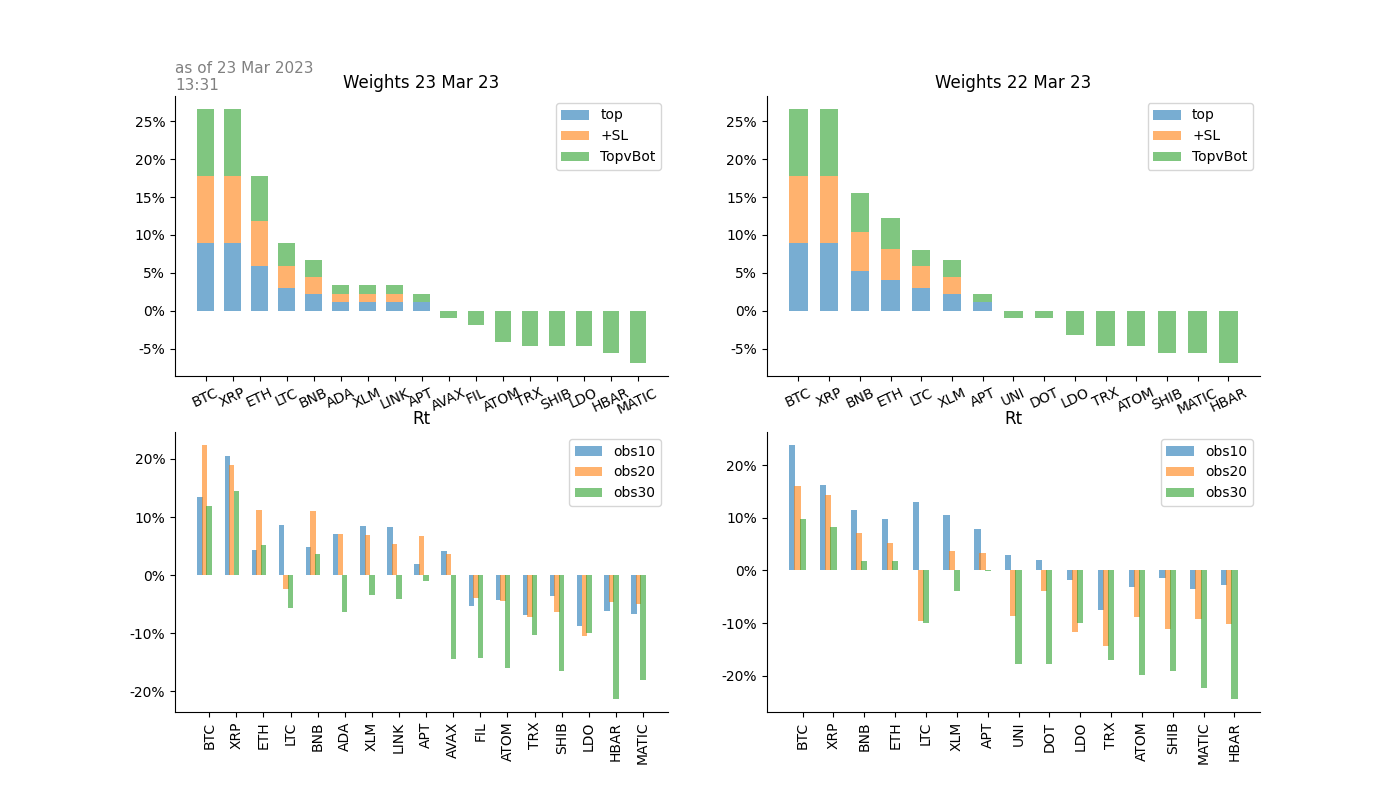 as of 23 Mar 2023
13:31
Weights 23 Mar 23
25%
20%
15%
10%
5%
0%
-5%
top
+SL
TopvBot
BTC XRP ETH LTC BNB ADA XLM LINK APT AVAX FIL ATOM TRX SHIB LDO HBAR MATIC
Weights 22 Mar 23
25%
20%
15%
10%
5%
0%
-5%
top
+SL
TopvBot
BTC XRP BNB ETH LTC XLM APT UNI DOT LDO TRX ATOM SHIB MATIC HBAR
Rt
20%
10%
0%
-10%
-20%
obs10
obs20
obs30
BTC XRP ETH LTC BNB ADA XLM LINK APT AVAX FIL ATOM TRX SHIB LDO HBAR MATIC
Rt
20%
10%
0%
-10%
-20%
obs10
obs20
obs30
BTC XRP BNB ETH LTC XLM APT UNI DOT LDO TRX ATOM SHIB MATIC HBAR